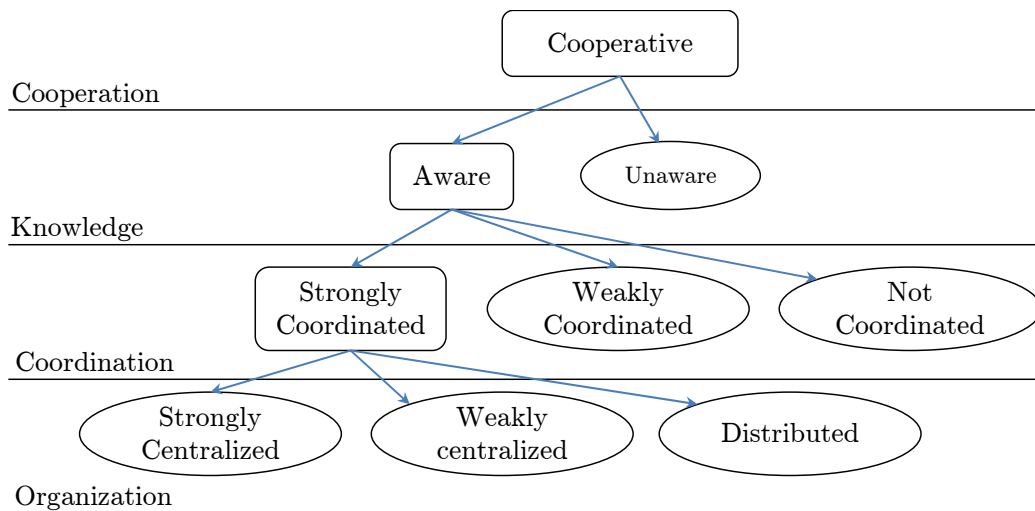 Cooperative
Cooperation
Aware
Unaware
Knowledge
Strongly
Coordinated
Weakly
Coordinated
Not
Coordinated
Coordination
Strongly
Centralized
Weakly
centralized
Distributed
Organization